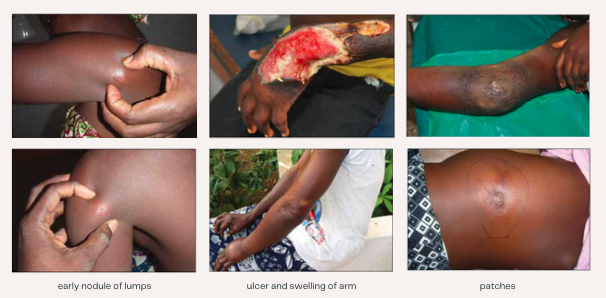 early nodule of lumps
ulcer and swelling of arm
patches